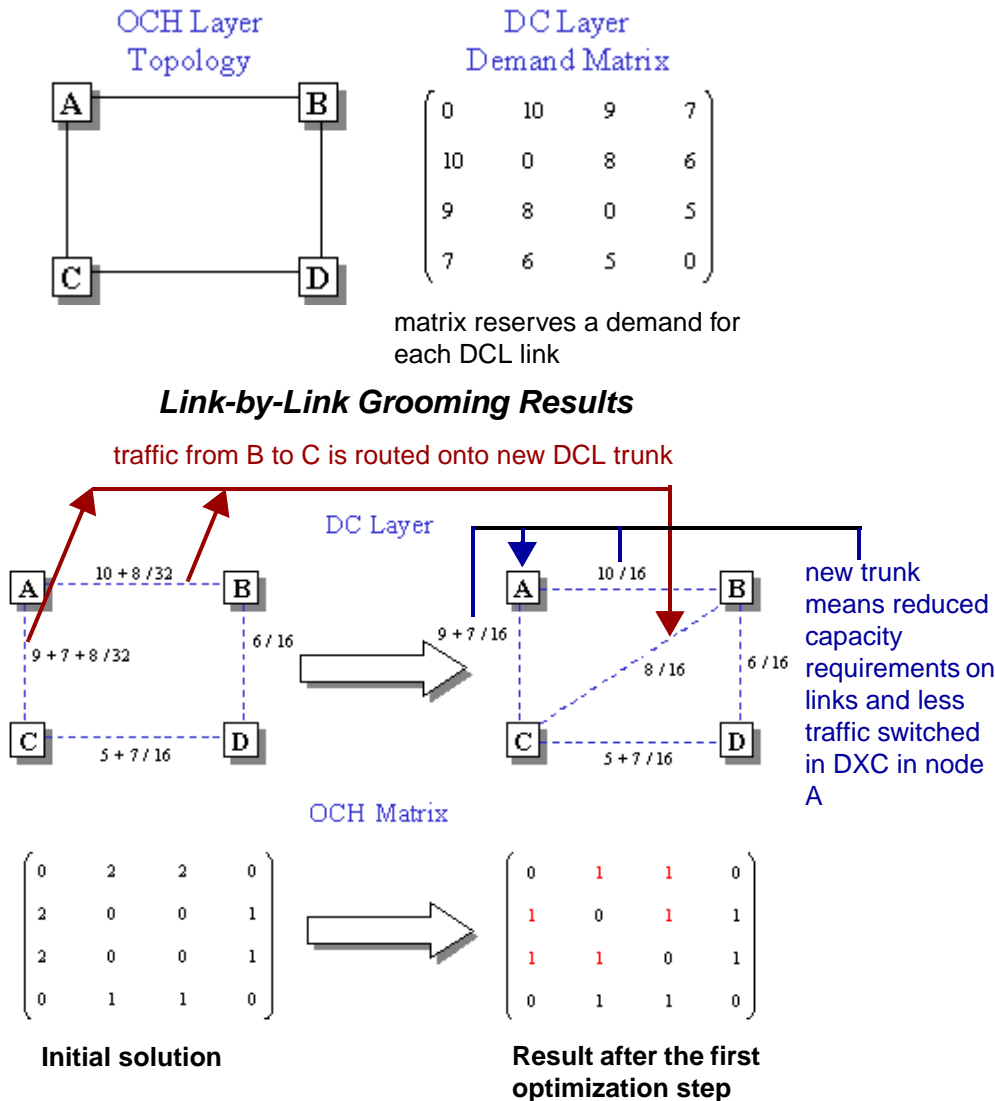 OCH Layer
Topology
DC Layer
Demand Matrix
A
B
C
D
0 10 9 7
10 0 8 6
9 8 0 5
7 6 5 0
matrix reserves a demand for
each DCL link
Link-by-Link Grooming Results
traffic from B to C is routed onto new DCL trunk
DC Layer
A
10 + 8 / 32
B
9 + 7 + 8 / 32
6 / 16
C
5 + 7 / 16
D
A
10 / 16
B
9 + 7 / 16
8 / 16
6 / 16
C
5 + 7 / 16
D
new trunk
means reduced
capacity
requirements on
links and less
traffic switched
in DXC in node
A
OCH Matrix
0 2 2 0
2 0 0 1
2 0 0 1
0 1 1 0
0 1 1 0
1 0 1 1
1 1 0 1
0 1 1 0
Initial solution
Result after the first
optimization step